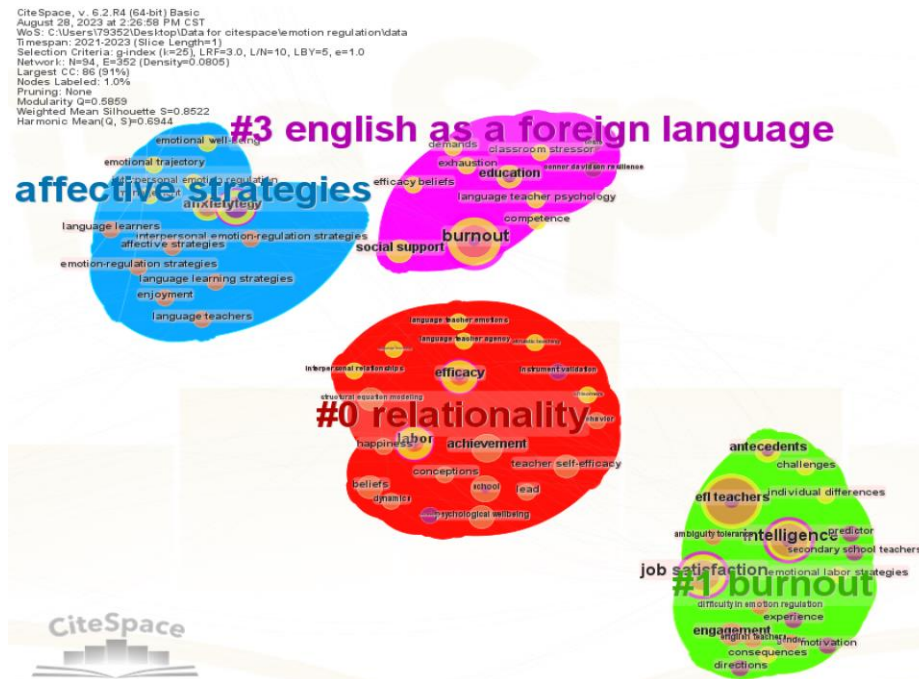 CiteSpace, v. 6.2.R4 (64-bit) Basic
August 28, 2023 at 2:26:58 PM CST
WoS: C:\Users\79352\Desktop\Data for citespace\emotion regulation\data
Timespan: 2021-2023 (Slice Length=1)
Selection Criteria: g-index (k=25), LRF=3.0, L/N=10, LBY=5, e=1.0
Network: N=94, E=352 (Density=0.0805)
Largest CC: 86 (91%)
Nodes Labeled: 1.0%
Pruning: None
Modularity Q=0.5859
Weighted Mean Silhouette S=0.8522
Harmonic Mean(Q, S)=0.6944
#3 english as a foreign language
emotional well-being
emotional trajectory
interpersonal emotion regulation
affective strategies
anxiety
language learners
interpersonal emotion-regulation strategies
affective strategies
emotion-regulation strategies
language learning strategies
enjoyment
language teachers
demands
classroom stressor
exhaustion
education
connor davidson resilience
efficacy beliefs
language teacher psychology
competence
burnout
social support
language teacher emotions
language teacher agency
interpersonal relationships
efficacy
instrument validation
structural equation modeling
#0 relationality
behavior
labor
happiness
achievement
conceptions
teacher self-efficacy
beliefs
school
lead
dynamics
psychological wellbeing
antecedents
challenges
efl teachers
individual differences
ambiguity tolerance
intelligence
predictor
secondary school teachers
job satisfaction
emotional labor strategies
#1 burnout
difficulty in emotion regulation
experience
engagement
english teachers
gender
motivation
consequences
directions
CiteSpace